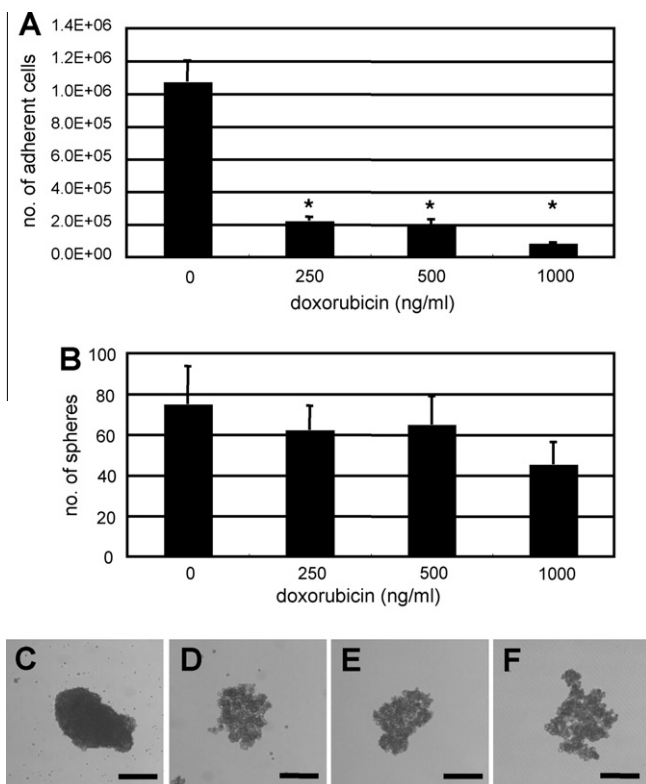 A
no. of adherent cells
1.4E+06
1.2E+06
1.0E+06
8.0E+05
6.0E+05
4.0E+05
2.0E+05
0.0E+00
* * *
0 250 500 1000
doxorubicin (ng/ml)
B
no. of spheres
100
80
60
40
20
0
0 250 500 1000
doxorubicin (ng/ml)
C D E F